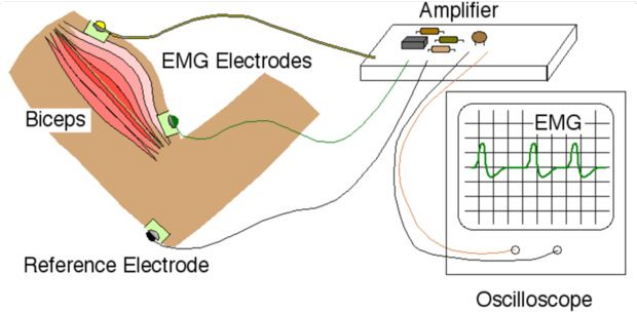 Amplifier
EMG Electrodes
Biceps
EMG
Reference Electrode
Oscilloscope